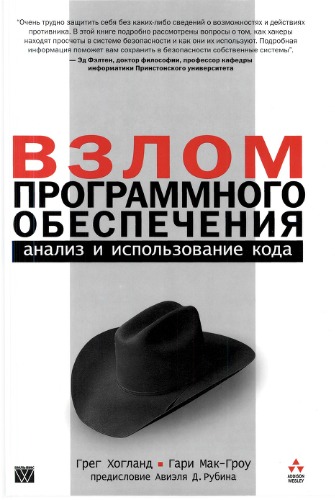 "Очень трудно защитить себя без каких-либо сведений о возможностях и действиях
противника. В этой книге подробно рассмотрены вопросы о том, как хакеры
находят просчеты в системе безопасности и как они их используют. Подробная
информация поможет вам сохранить в безопасности собственные системы".
— Эд Фэлтен, доктор философии, профессор кафедры
информатики Принстонского университета
ВЗЛОМ
ПРОГРАММНОГО
ОБЕСПЕЧЕНИЯ
анализ и использование кода
Грег Хогланд ▪ Гари Мак-Гроу
предисловие Авиэля Д. Рубина
ВИЛЬЯМС
W
ADDISON
WESLEY